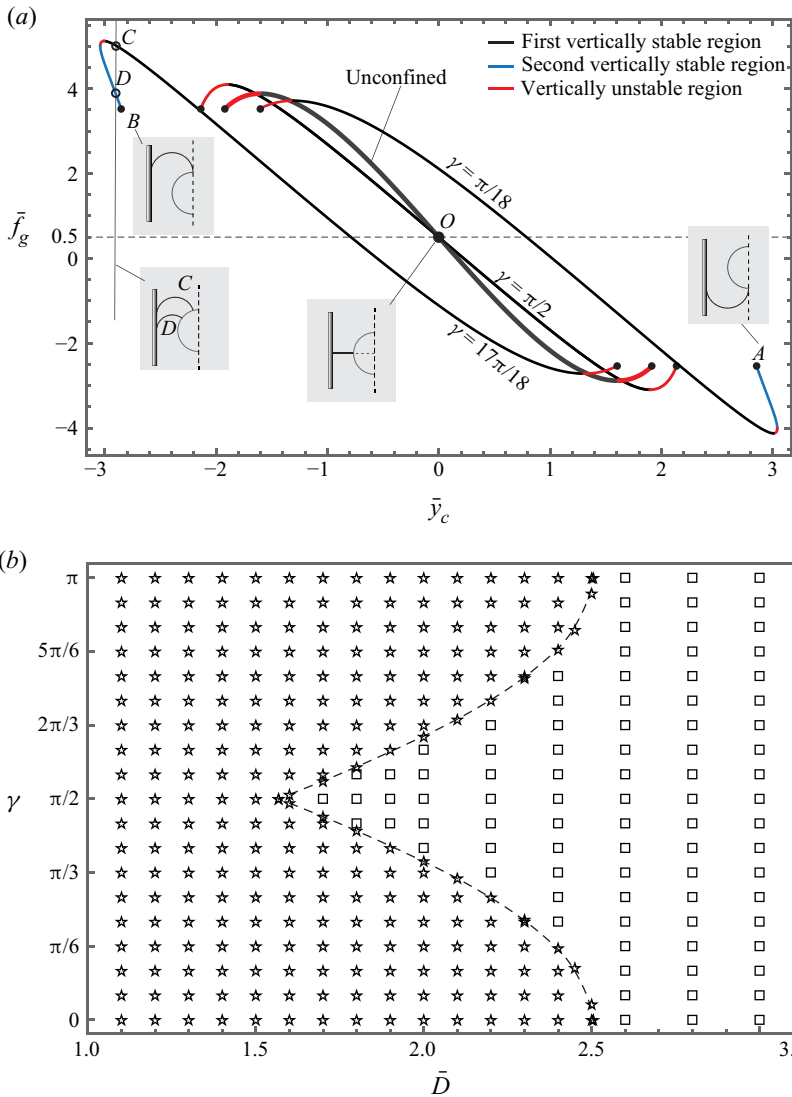 (a)
C
D
B
Unconfined
First vertically stable region
Second vertically stable region
Vertically unstable region
4
2
0.5
0
−2
−4
f̄g
γ = π/18
O
γ = π/2
γ = 17π/18
C
D
A
−3 −2 −1 0 1 2 3
ȳc
(b)
π
5π/6
2π/3
π/2
π/3
π/6
0
γ
1.0 1.5 2.0 2.5 3.
D̄